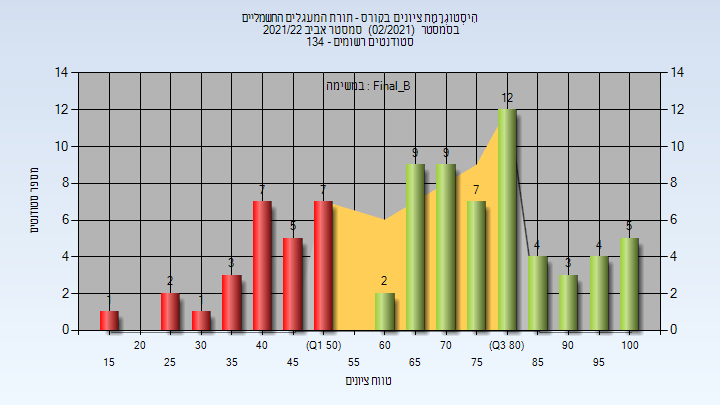 היסטוגרמת ציונים בקורס - תורת המעגלים החשמליים
בסמסטר (02/2021) סמסטר אביב 2021/22
סטודנטים רשומים - 134
במשימה : Final_B
מספר סטודנטים
14 14
12 12
10 10
8 8
6 6
4 4
2 2
0 0
1 2 1 3 7 5 7 2 9 9 7 12 4 3 4 5
20 30 40 (Q1 50) 60 70 (Q3 80) 90 100
15 25 35 45 55 65 75 85 95
טווח ציונים